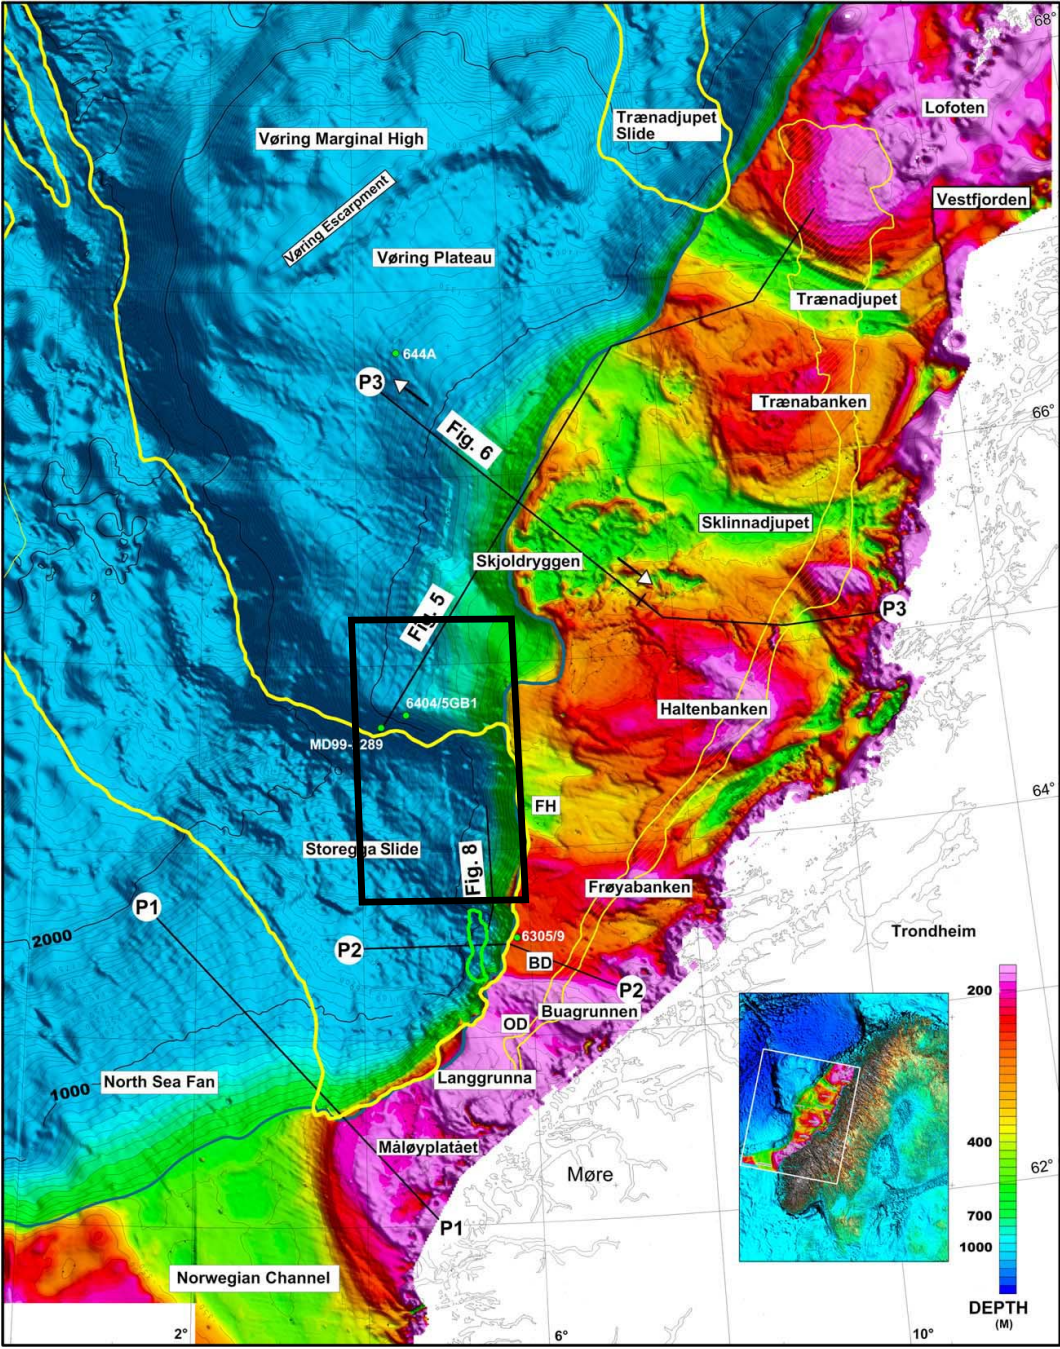 68°
Lofoten
Trænadjupet
Slide
Vøring Marginal High
Vestfjorden
Vøring Escarpment
Vøring Plateau
Trænadjupet
644A
P3
Trænabanken
66°
Fig. 6
Sklinnadjupet
Skjoldryggen
Fig. 5
P3
6404/5GB1
Haltenbanken
MD99-2289
64°
FH
Storegga Slide
Fig. 8
Frøyabanken
P1
2000
P2
6305/9
Trondheim
BD
P2
200
Buagrunnen
OD
Langgrunna
North Sea Fan
1000
400
Måløyplatået
62°
Møre
700
P1
1000
Norwegian Channel
DEPTH
(M)
2°
6°
10°